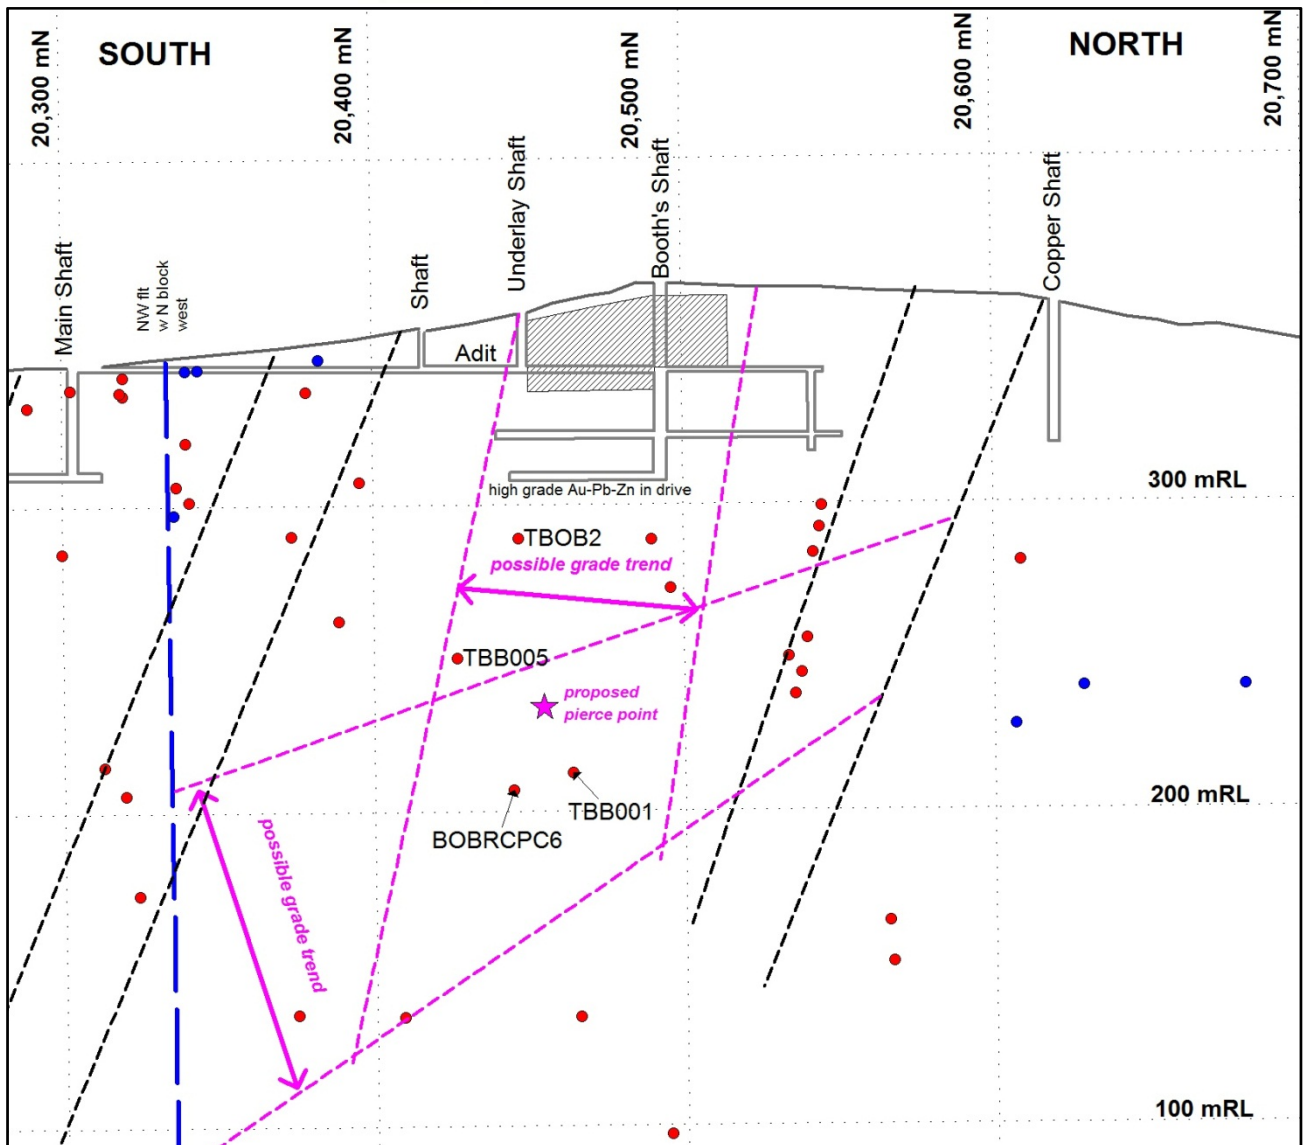 SOUTH
NORTH
20,300 mN
20,400 mN
20,500 mN
20,600 mN
20,700 mN
Main Shaft
NW flt
w N block
west
Shaft
Underlay Shaft
Booth's Shaft
Copper Shaft
Adit
300 mRL
high grade Au-Pb-Zn in drive
TBOB2
possible grade trend
TBB005
proposed
pierce point
200 mRL
TBB001
BOBRCPC6
possible grade trend
100 mRL